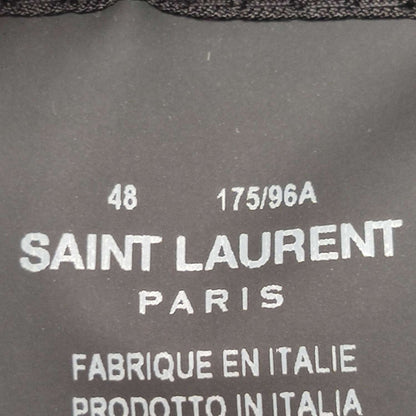 48 175/96A
SAINT LAURENT
PARIS
FABRIQUE EN ITALIE
PRODOTTO IN ITALIA